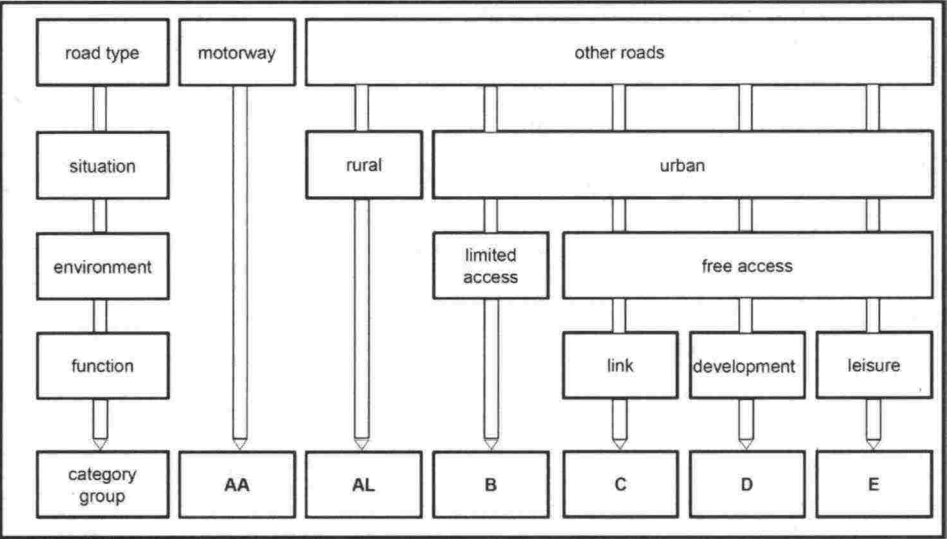 road type
motorway
other roads
situation
rural
urban
environment
limited
access
free access
function
link
development
leisure
category
group
AA
AL
B
C
D
E